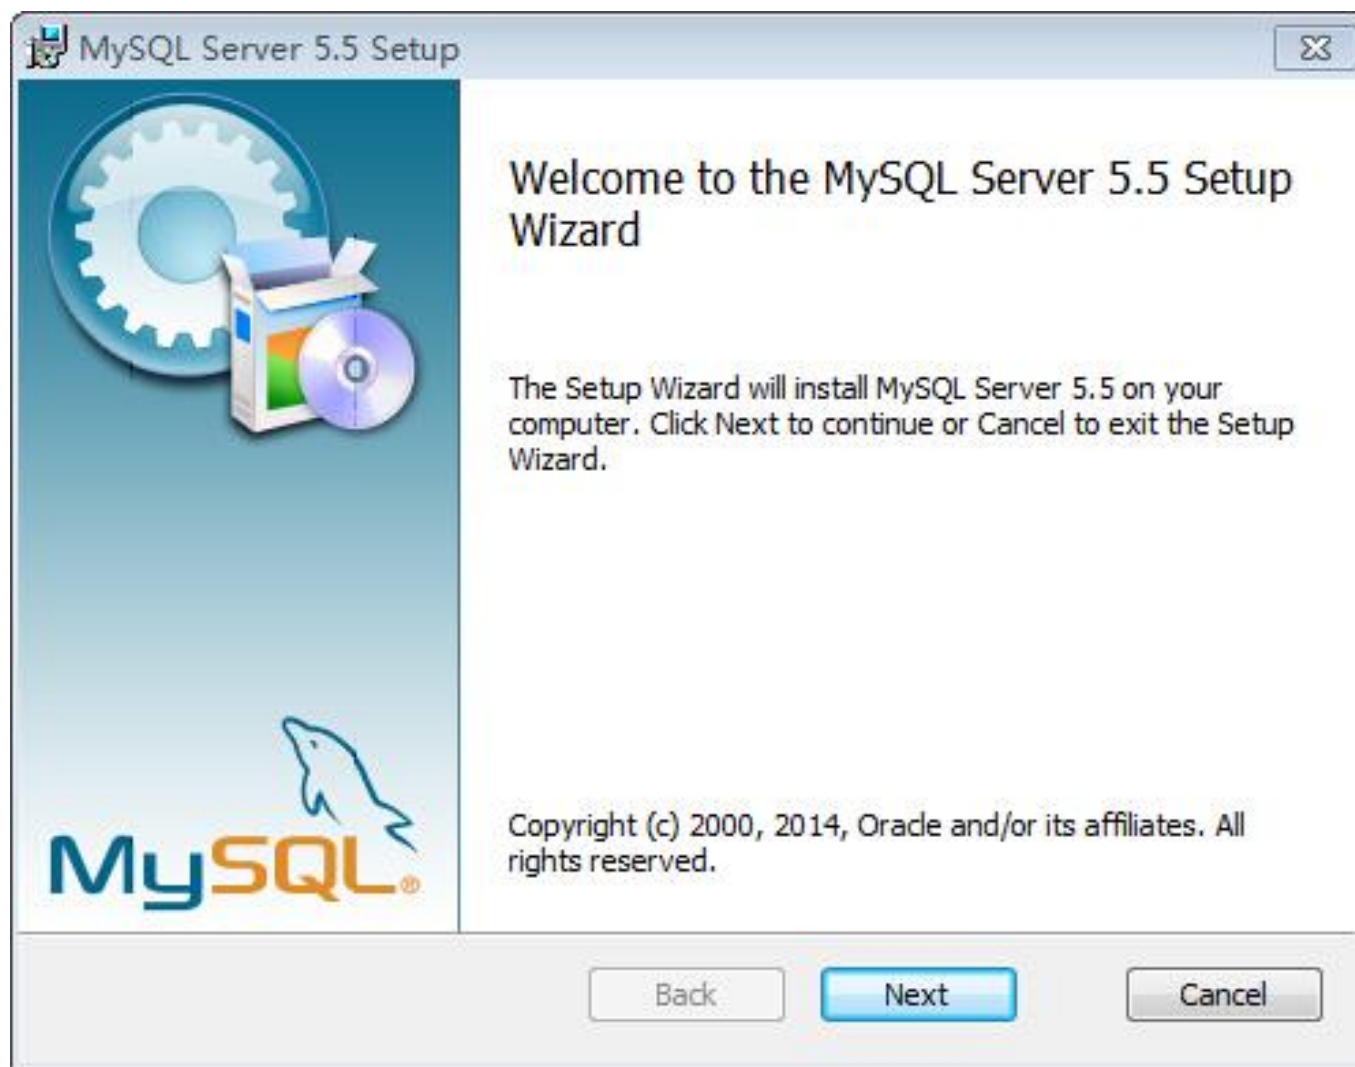 MySQL Server 5.5 Setup
Welcome to the MySQL Server 5.5 Setup
Wizard
The Setup Wizard will install MySQL Server 5.5 on your
computer. Click Next to continue or Cancel to exit the Setup
Wizard.
Copyright (c) 2000, 2014, Oracle and/or its affiliates. All
rights reserved.
MySQL®
Back Next Cancel